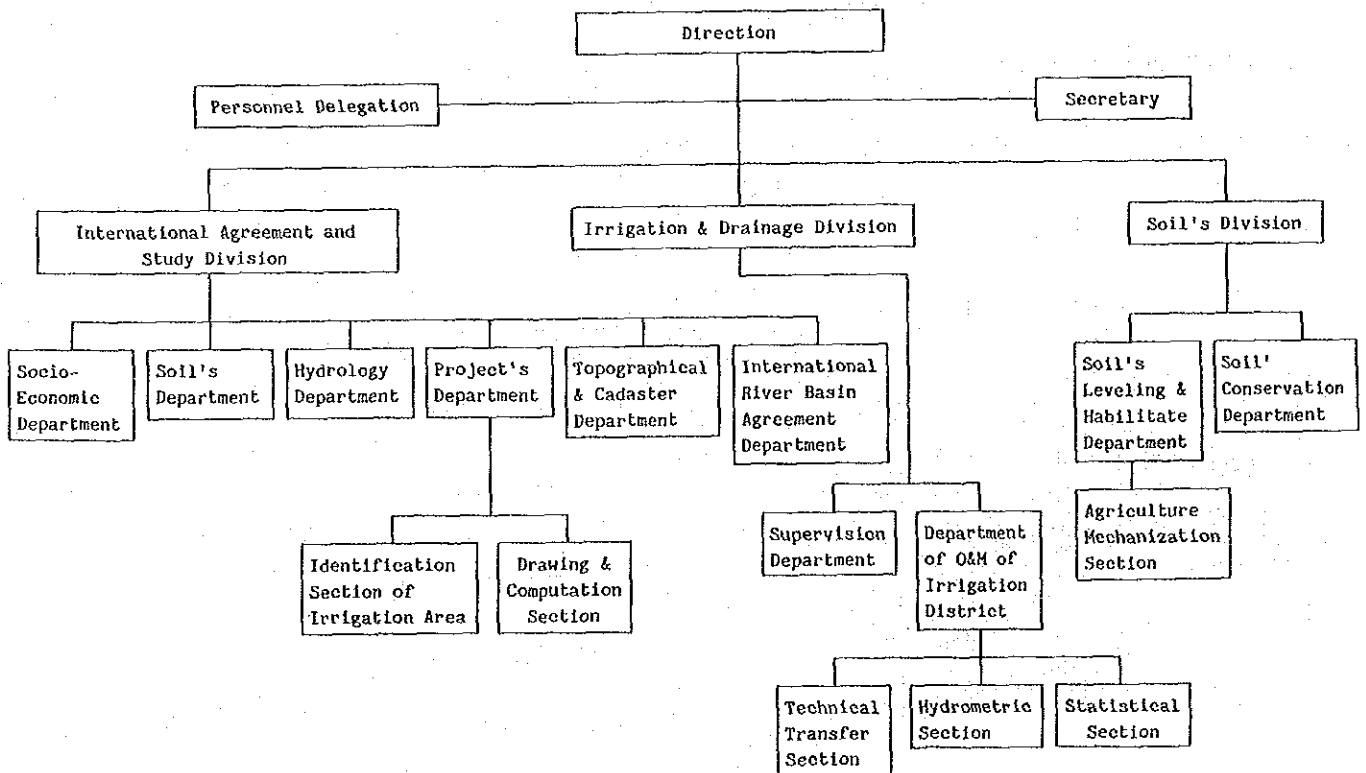 Direction
Personnel Delegation
Secretary
International Agreement and
Study Division
Irrigation & Drainage Division
Soil's Division
Socio-
Economic
Department
Soil's
Department
Hydrology
Department
Project's
Department
Topographical
& Cadaster
Department
International
River Basin
Agreement
Department
Soil's
Leveling &
Habilitate
Department
Soil'
Conservation
Department
Identification
Section of
Irrigation Area
Drawing &
Computation
Section
Supervision
Department
Department
of O&M of
Irrigation
District
Agriculture
Mechanization
Section
Technical
Transfer
Section
Hydrometric
Section
Statistical
Section